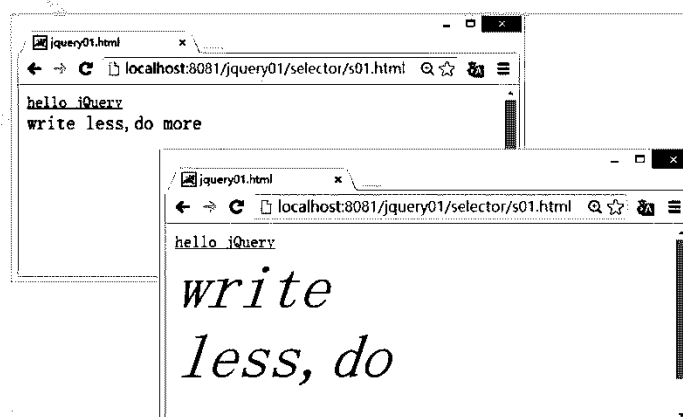 jquery01.html
localhost:8081/jquery01/selector/s01.html
hello jQuery
write less,do more
jquery01.html
localhost:8081/jquery01/selector/s01.html
hello jQuery
write
less,do